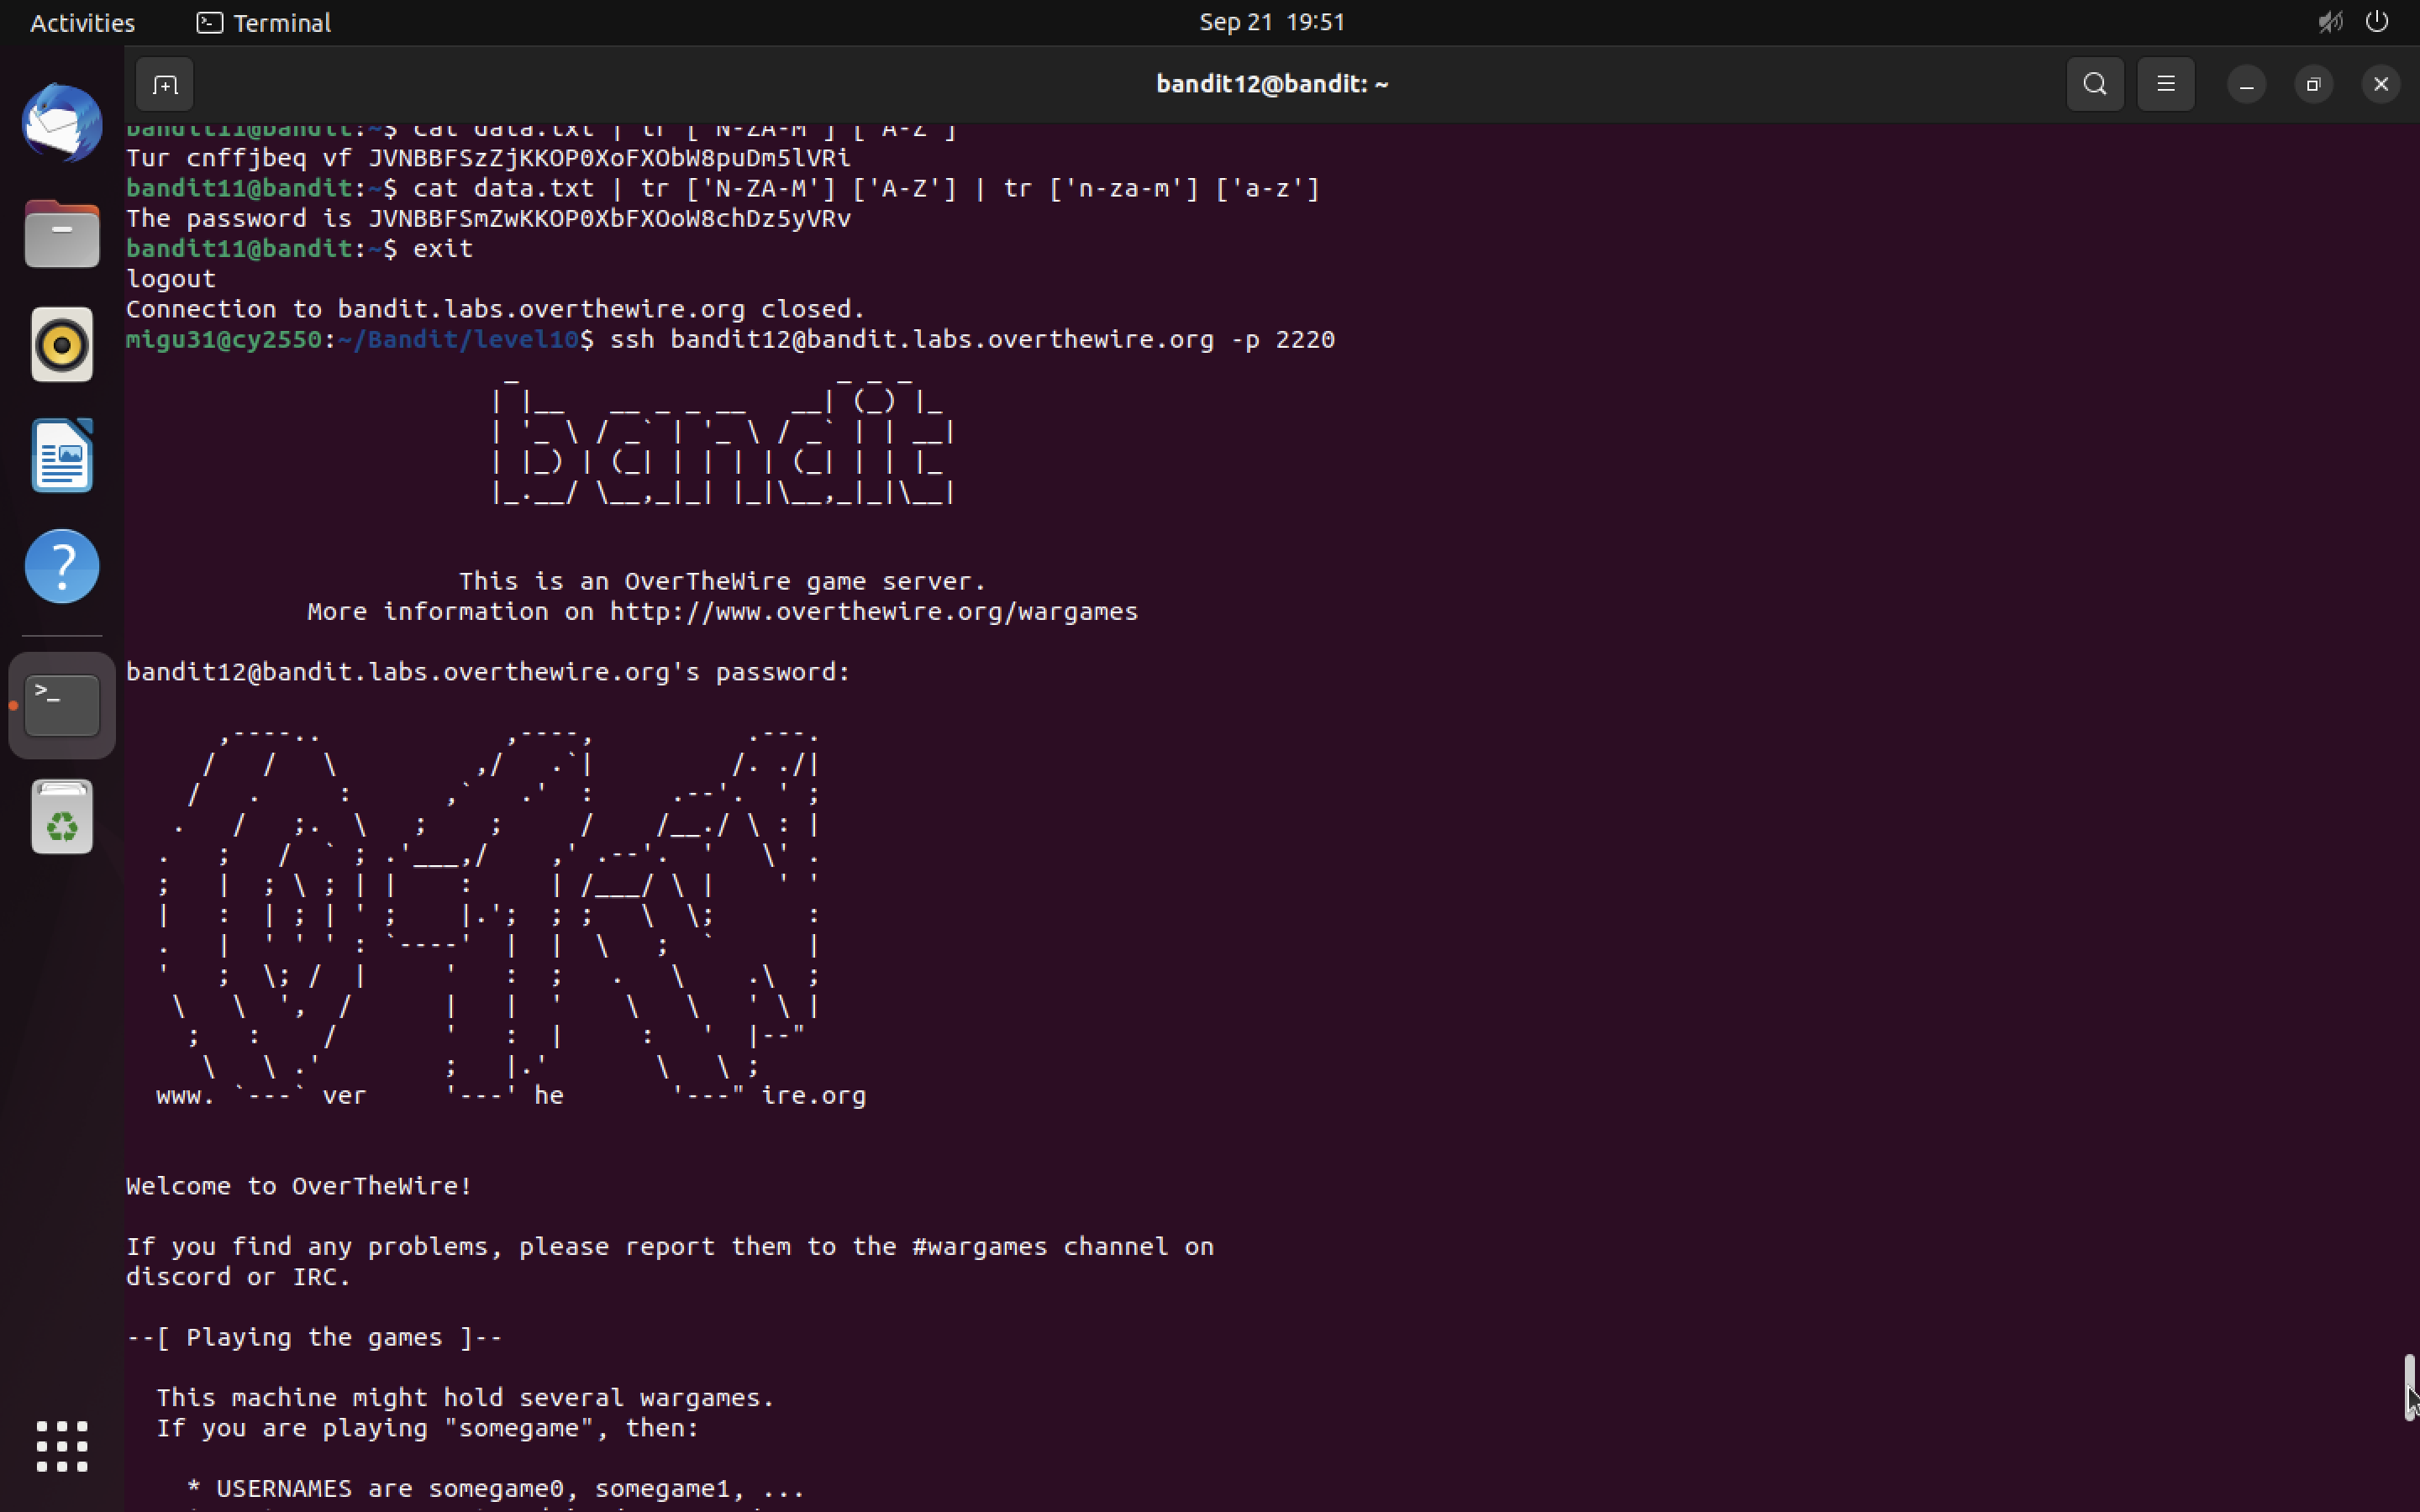 Activities Terminal Sep 21 19:51
bandit12@bandit: ~
bandit11@bandit:~$ cat data.txt | tr ['N-ZA-M'] ['A-Z']
Tur cnffjbeq vf JVNBBFSzZjKKOP0XoFXObW8puDm5lVRi
bandit11@bandit:~$ cat data.txt | tr ['N-ZA-M'] ['A-Z'] | tr ['n-za-m'] ['a-z']
The password is JVNBBFSmZwKKOP0XbFXOoW8chDz5yVRv
bandit11@bandit:~$ exit
logout
Connection to bandit.labs.overthewire.org closed.
migu31@cy2550:~/Bandit/level10$ ssh bandit12@bandit.labs.overthewire.org -p 2220
bandit
This is an OverTheWire game server.
More information on http://www.overthewire.org/wargames
bandit12@bandit.labs.overthewire.org's password:
www. ver he ire.org
Welcome to OverTheWire!
If you find any problems, please report them to the #wargames channel on
discord or IRC.
--[ Playing the games ]--
This machine might hold several wargames.
If you are playing "somegame", then:
* USERNAMES are somegame0, somegame1, ...